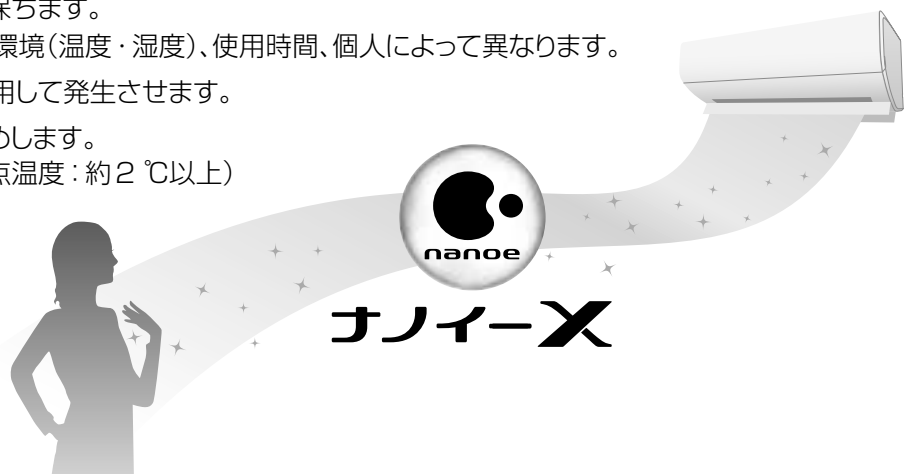 保ちます。
環境（温度・湿度）、使用時間、個人によって異なります。
用して発生させます。
めします。
点温度：約2 ℃以上）
nanoe
ナノイーX